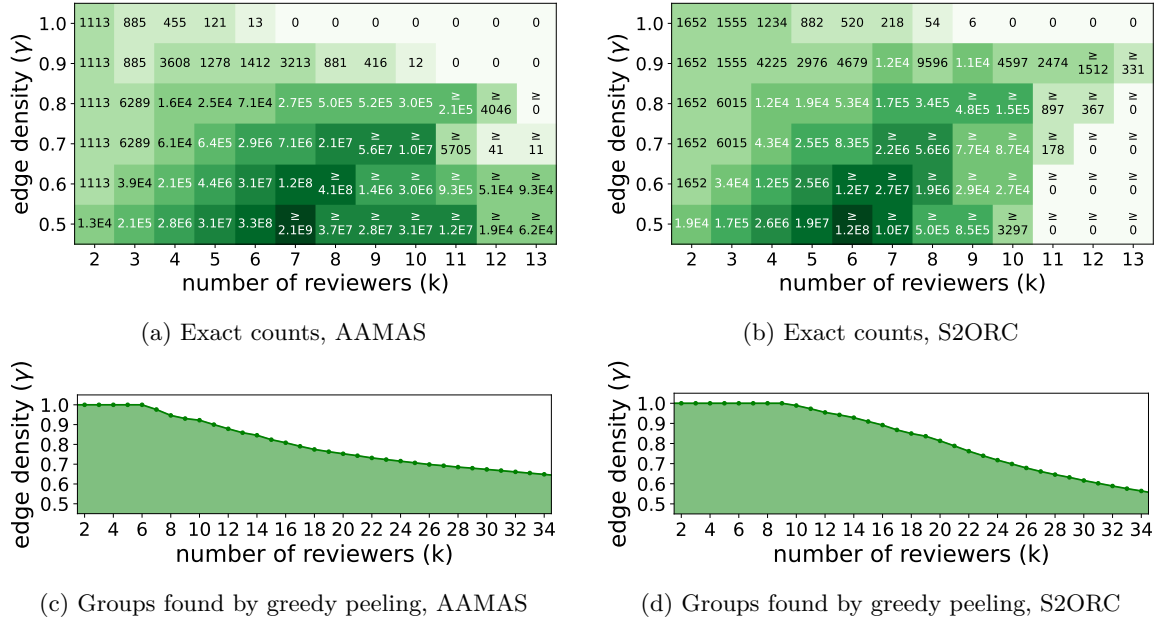 1.0 1113 885 455 121 13 0 0 0 0 0 0 0
0.9 1113 885 3608 1278 1412 3213 881 416 12 0 0 0
0.8 1113 6289 1.6E4 2.5E4 7.1E4 2.7E5 5.0E5 5.2E5 3.0E5 ≥ 2.1E5 ≥ 4046 ≥ 0
0.7 1113 6289 6.1E4 6.4E5 2.9E6 7.1E6 2.1E7 ≥ 5.6E7 ≥ 1.0E7 ≥ 5705 ≥ 41 ≥ 11
0.6 1113 3.9E4 2.1E5 4.4E6 3.1E7 1.2E8 ≥ 4.1E8 ≥ 1.4E6 ≥ 3.0E6 ≥ 9.3E5 ≥ 5.1E4 ≥ 9.3E4
0.5 1.3E4 2.1E5 2.8E6 3.1E7 3.3E8 ≥ 2.1E9 ≥ 3.7E7 ≥ 2.8E7 ≥ 3.1E7 ≥ 1.2E7 ≥ 1.9E4 ≥ 6.2E4
edge density (γ)
2 3 4 5 6 7 8 9 10 11 12 13
number of reviewers (k)
(a) Exact counts, AAMAS
1.0 1652 1555 1234 882 520 218 54 6 0 0 0 0
0.9 1652 1555 4225 2976 4679 1.2E4 9596 1.1E4 4597 2474 ≥ 1512 ≥ 331
0.8 1652 6015 1.2E4 1.9E4 5.3E4 1.7E5 3.4E5 ≥ 4.8E5 ≥ 1.5E5 ≥ 897 ≥ 367 ≥ 0
0.7 1652 6015 4.3E4 2.5E5 8.3E5 ≥ 2.2E6 ≥ 5.6E6 ≥ 7.7E4 ≥ 8.7E4 ≥ 178 ≥ 0 ≥ 0
0.6 1652 3.4E4 1.2E5 2.5E6 ≥ 1.2E7 ≥ 2.7E7 ≥ 1.9E6 ≥ 2.9E4 ≥ 2.7E4 ≥ 0 ≥ 0 ≥ 0
0.5 1.9E4 1.7E5 2.6E6 1.9E7 ≥ 1.2E8 ≥ 1.0E7 ≥ 5.0E5 ≥ 8.5E5 ≥ 3297 ≥ 0 ≥ 0 ≥ 0
edge density (γ)
2 3 4 5 6 7 8 9 10 11 12 13
number of reviewers (k)
(b) Exact counts, S2ORC
edge density (γ)
1.0
0.9
0.8
0.7
0.6
0.5
2 4 6 8 10 12 14 16 18 20 22 24 26 28 30 32 34
number of reviewers (k)
(c) Groups found by greedy peeling, AAMAS
edge density (γ)
1.0
0.9
0.8
0.7
0.6
0.5
2 4 6 8 10 12 14 16 18 20 22 24 26 28 30 32 34
number of reviewers (k)
(d) Groups found by greedy peeling, S2ORC